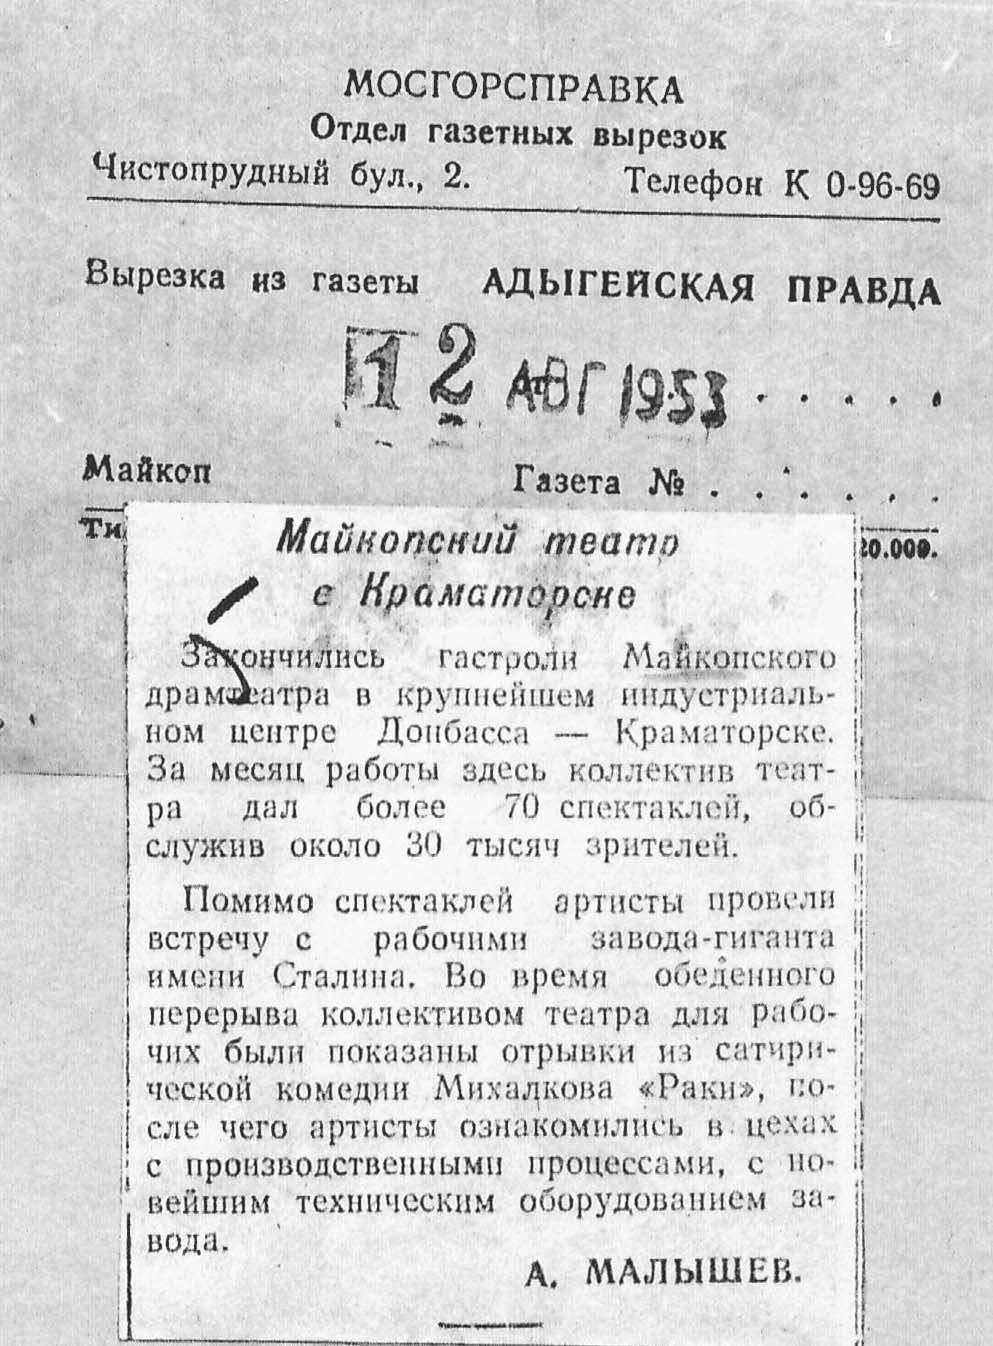 МОСГОРСПРАВКА
Отдел газетных вырезок
Чистопрудный бул., 2. Телефон К 0-96-69
Вырезка из газеты АДЫГЕЙСКАЯ ПРАВДА
12 АВГ 1953 . . . . .
Майкоп Газета № . . . . . .
Майкопский театр
в Краматорске
Закончились гастроли Майкопского
драмтеатра в крупнейшем индустриаль-
ном центре Донбасса — Краматорске.
За месяц работы здесь коллектив теат-
ра дал более 70 спектаклей, об-
служив около 30 тысяч зрителей.
Помимо спектаклей артисты провели
встречу с рабочими завода-гиганта
имени Сталина. Во время обеденного
перерыва коллективом театра для рабо-
чих были показаны отрывки из сатири-
ческой комедии Михалкова «Раки», по-
сле чего артисты ознакомились в цехах
с производственными процессами, с но-
вейшим техническим оборудованием за-
вода.
А. МАЛЫШЕВ.